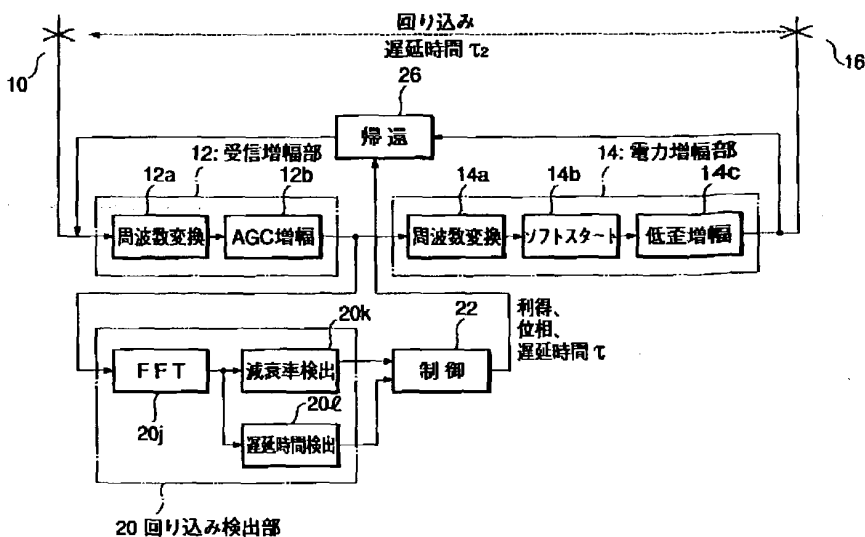 回り込み
遅延時間 τ₂
10
16
26
帰還
12: 受信増幅部
14: 電力増幅部
12a
12b
14a
14b
14c
周波数変換
AGC増幅
周波数変換
ソフトスタート
低歪増幅
利得、
位相、
遅延時間 τ
20k
22
FFT
減衰率検出
制御
20j
20ℓ
遅延時間検出
20 回り込み検出部